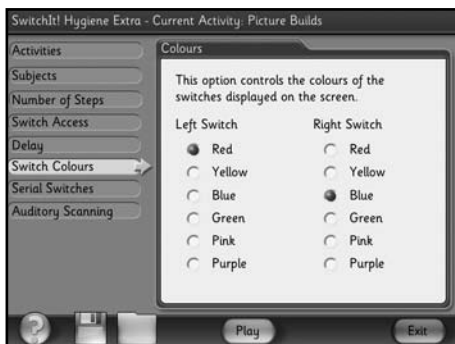 SwitchIt! Hygiene Extra - Current Activity: Picture Builds
Activities
Subjects
Number of Steps
Switch Access
Delay
Switch Colours
Serial Switches
Auditory Scanning
Colours
This option controls the colours of the
switches displayed on the screen.
Left Switch Right Switch
Red Red
Yellow Yellow
Blue Blue
Green Green
Pink Pink
Purple Purple
?
Play Exit